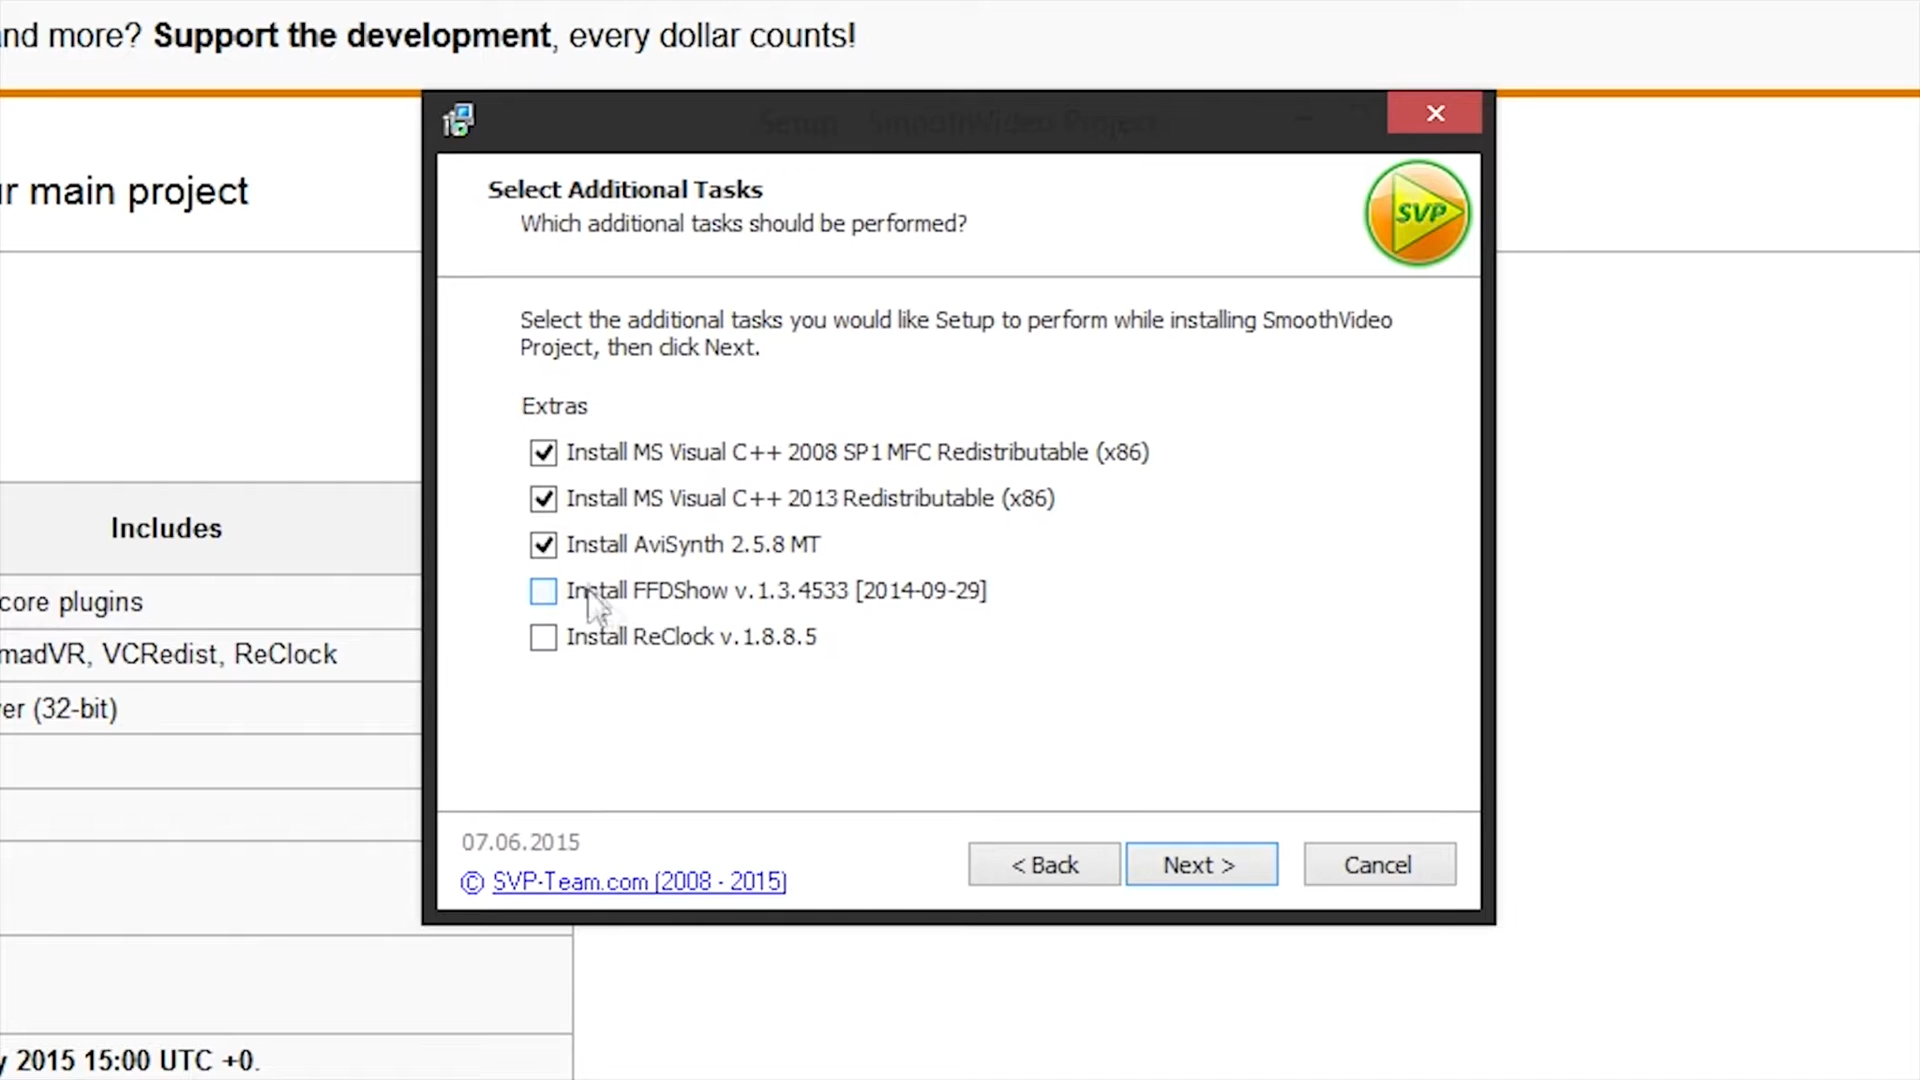 nd more? Support the development, every dollar counts!
Setup - SmoothVideo Project
r main project
SVP
Select Additional Tasks
Which additional tasks should be performed?
Select the additional tasks you would like Setup to perform while installing SmoothVideo
Project, then click Next.
Extras
Install MS Visual C++ 2008 SP1 MFC Redistributable (x86)
Install MS Visual C++ 2013 Redistributable (x86)
Install AviSynth 2.5.8 MT
Install FFDShow v.1.3.4533 [2014-09-29]
Install ReClock v.1.8.8.5
Includes
core plugins
madVR, VCRedist, ReClock
er (32-bit)
07.06.2015
© SVP-Team.com (2008 - 2015)
< Back
Next >
Cancel
y 2015 15:00 UTC +0.